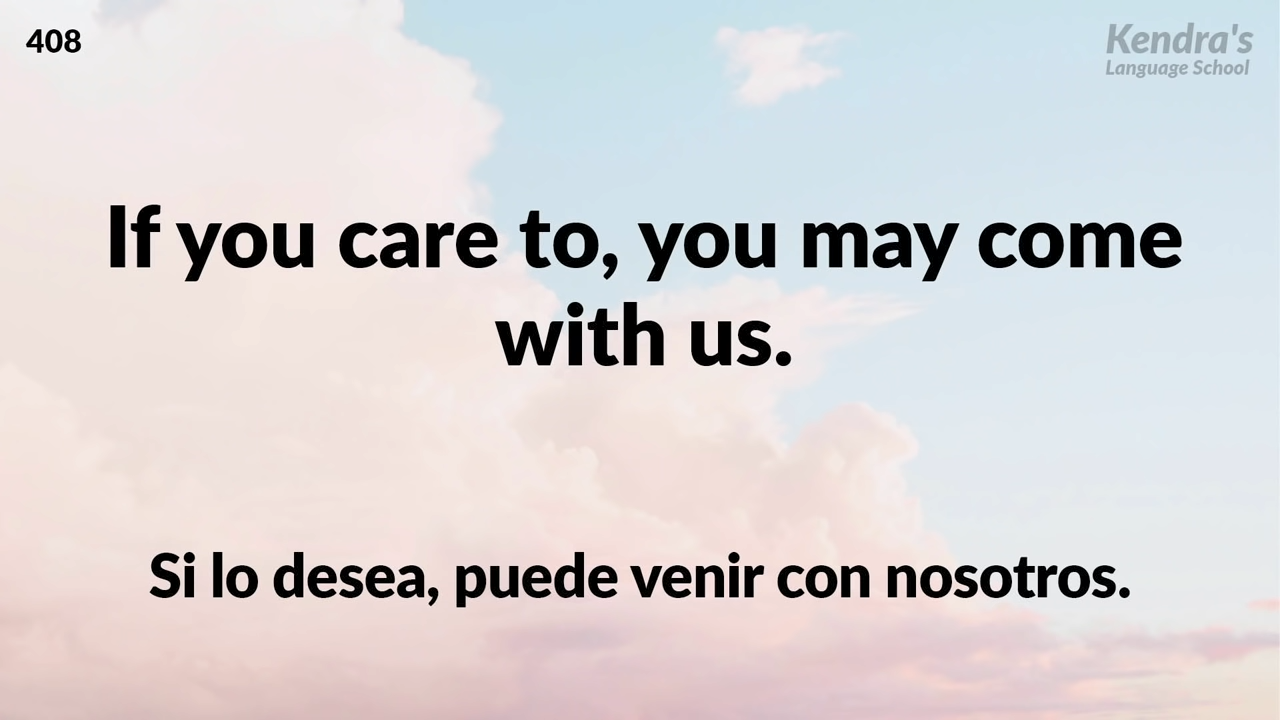 408
Kendra's
Language School
If you care to, you may come
with us.
Si lo desea, puede venir con nosotros.